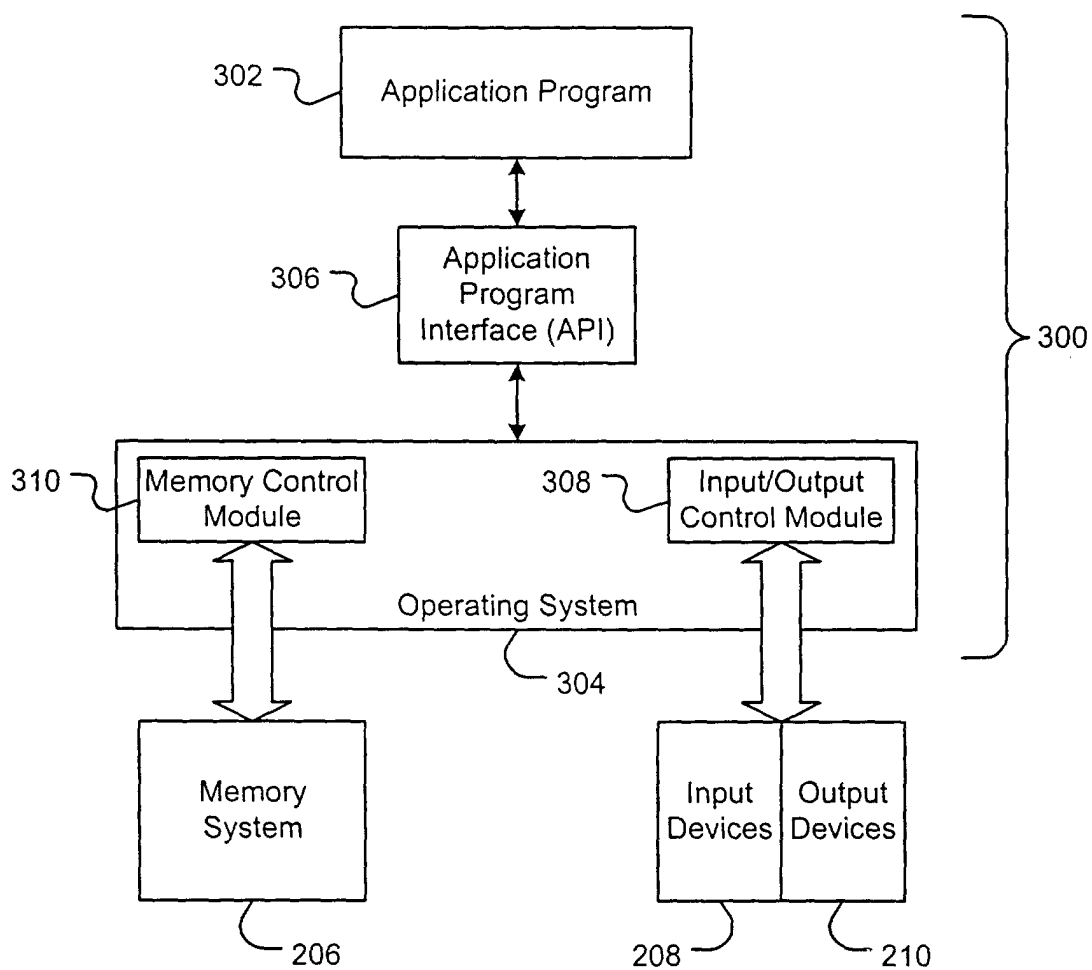 302
Application Program
306
Application
Program
Interface (API)
300
310
Memory Control
Module
308
Input/Output
Control Module
Operating System
304
Memory
System
Input
Devices
Output
Devices
206
208
210